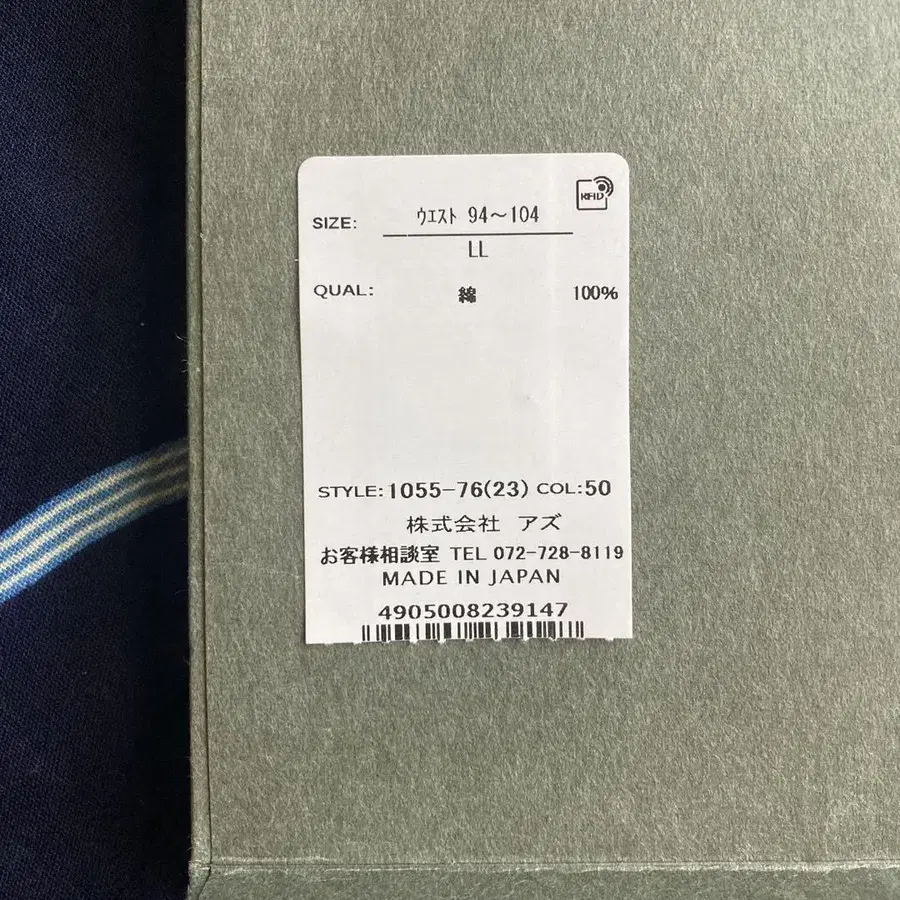 RFID
SIZE: ウエスト 94〜104
LL
QUAL: 綿 100%
STYLE:1055-76(23) COL:50
株式会社 アズ
お客様相談室 TEL 072-728-8119
MADE IN JAPAN
4905008239147